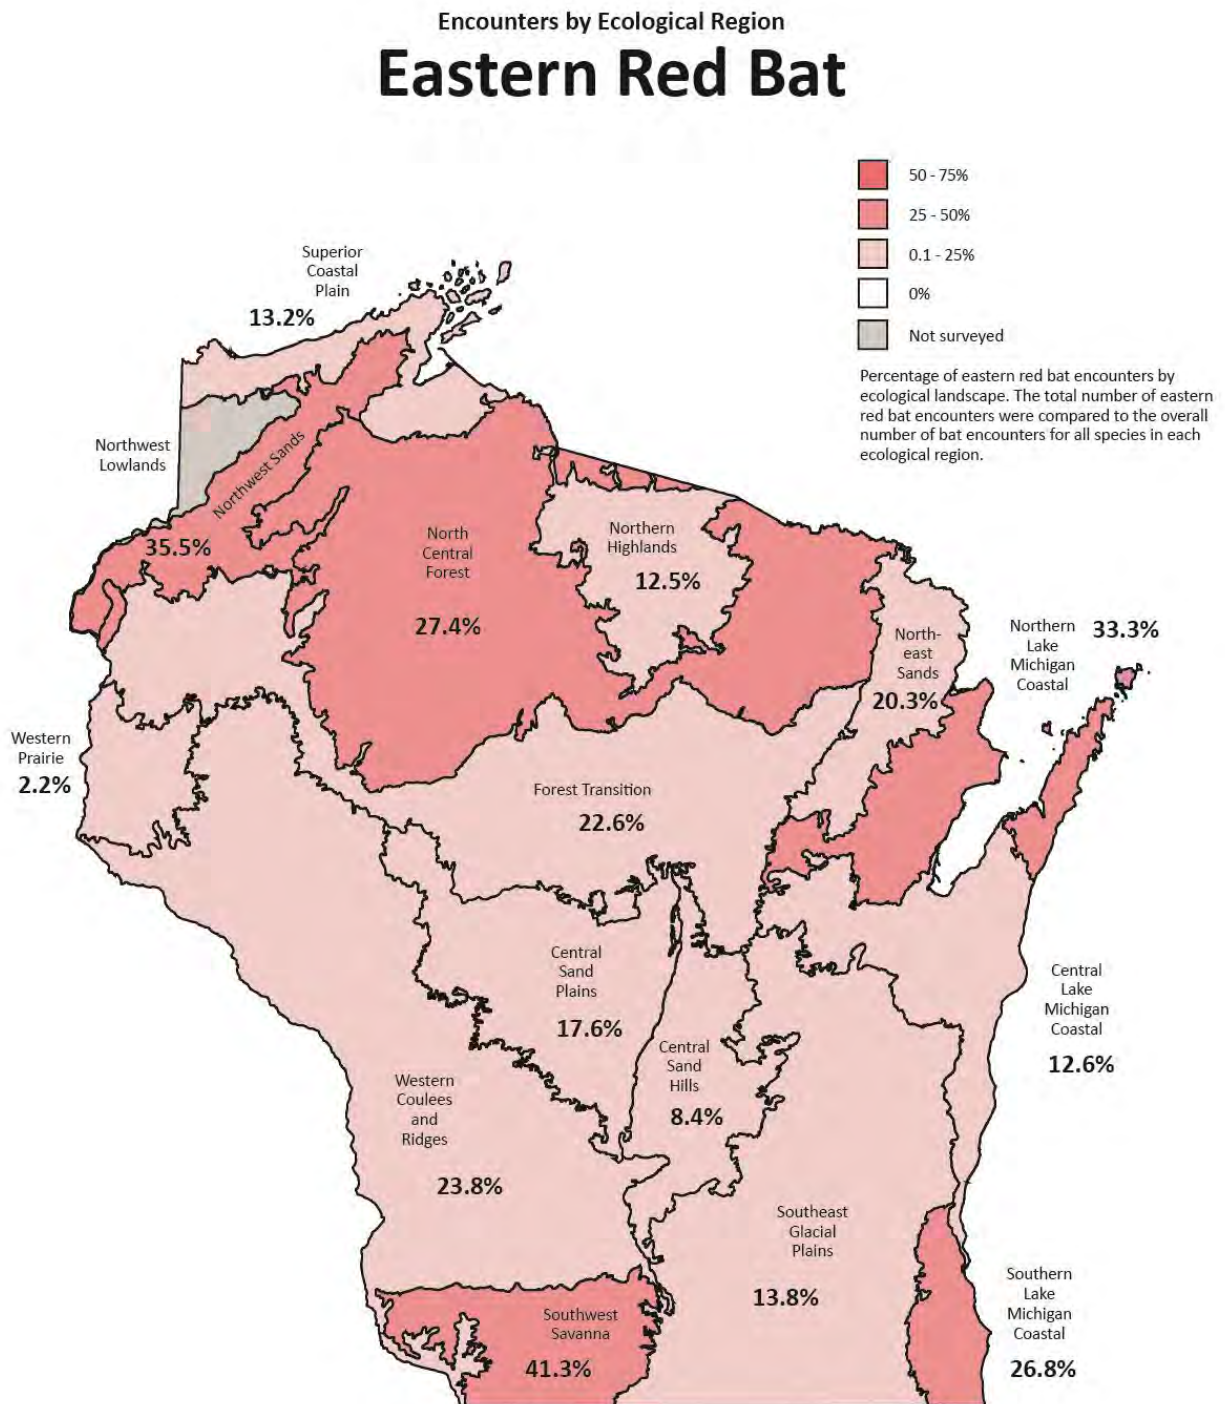 Encounters by Ecological Region
Eastern Red Bat
50 - 75%
25 - 50%
0.1 - 25%
0%
Not surveyed
Percentage of eastern red bat encounters by
ecological landscape. The total number of eastern
red bat encounters were compared to the overall
number of bat encounters for all species in each
ecological region.
Superior
Coastal
Plain
13.2%
Northwest
Lowlands
Northwest Sands
35.5%
North
Central
Forest
27.4%
Northern
Highlands
12.5%
North-
east
Sands
20.3%
Northern
Lake
Michigan
Coastal
33.3%
Western
Prairie
2.2%
Forest Transition
22.6%
Central
Sand
Plains
17.6%
Central
Sand
Hills
8.4%
Central
Lake
Michigan
Coastal
12.6%
Western
Coulees
and
Ridges
23.8%
Southeast
Glacial
Plains
13.8%
Southwest
Savanna
41.3%
Southern
Lake
Michigan
Coastal
26.8%